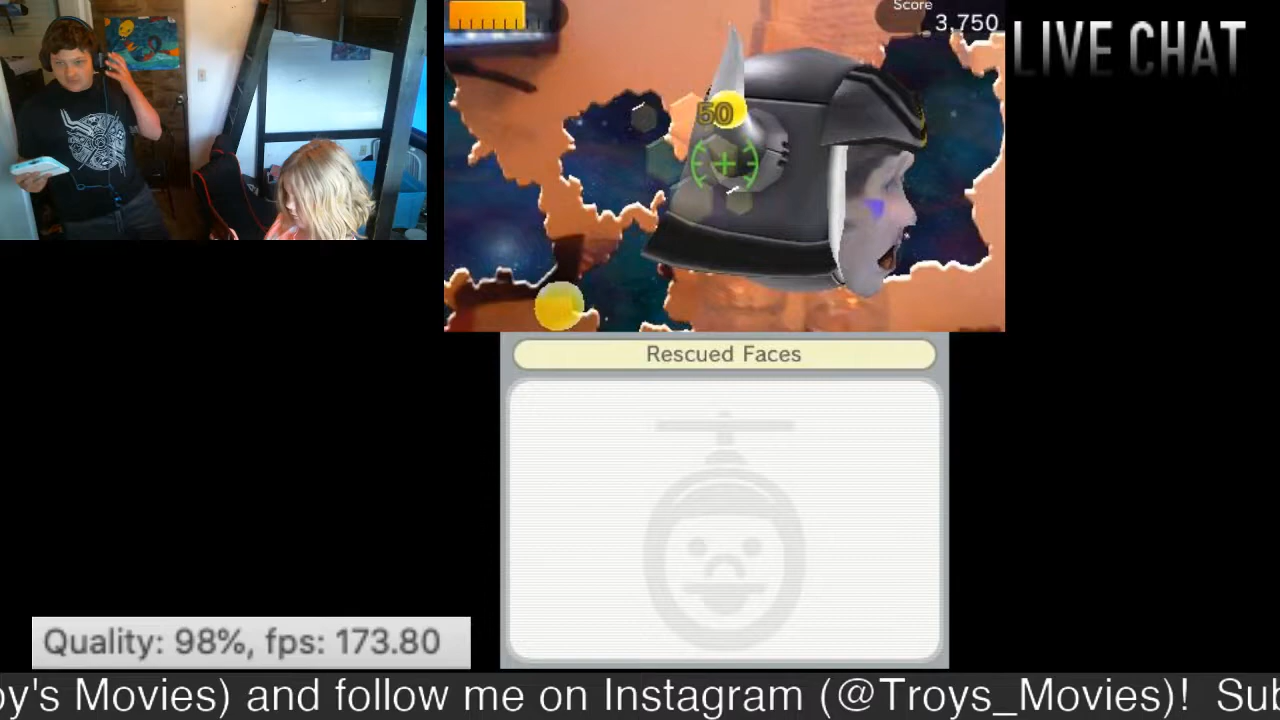 Score
3,750
LIVE CHAT
50
Rescued Faces
Quality: 98%, fps: 173.80
oy's Movies) and follow me on Instagram (@Troys_Movies)!  Sub